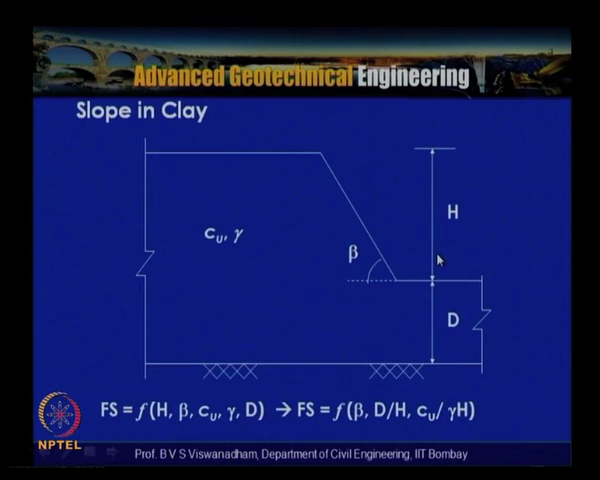 Advanced Geotechnical Engineering
Slope in Clay
H
cᵤ, γ
β
D
FS = f (H, β, cᵤ, γ, D) → FS = f (β, D/H, cᵤ/ γH)
NPTEL
Prof. B V S Viswanadham, Department of Civil Engineering, IIT Bombay